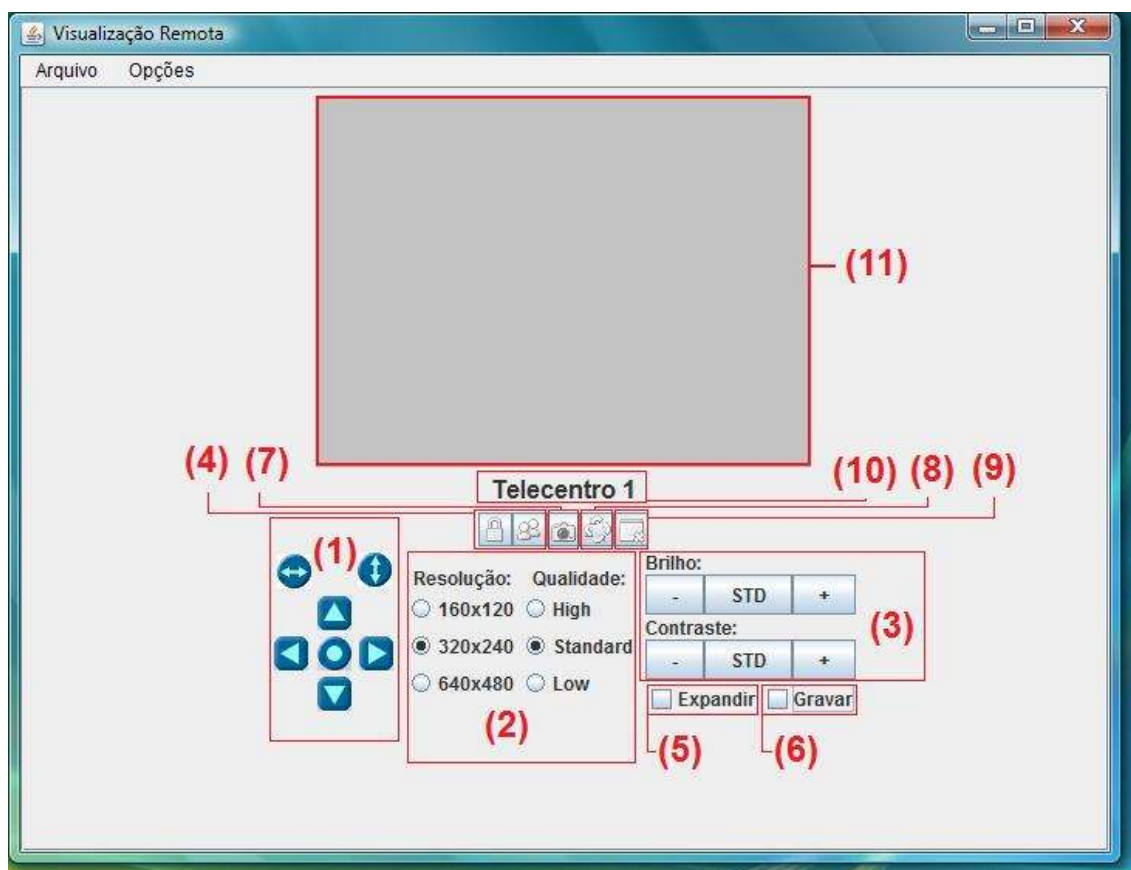 Visualização Remota
Arquivo Opções
(11)
(4) (7) (10) (8) (9)
Telecentro 1
(1)
Resolução: Qualidade:
160x120 High
320x240 Standard
640x480 Low
(2)
Brilho:
- STD +
Contraste:
- STD +
(3)
Expandir Gravar
(5) (6)